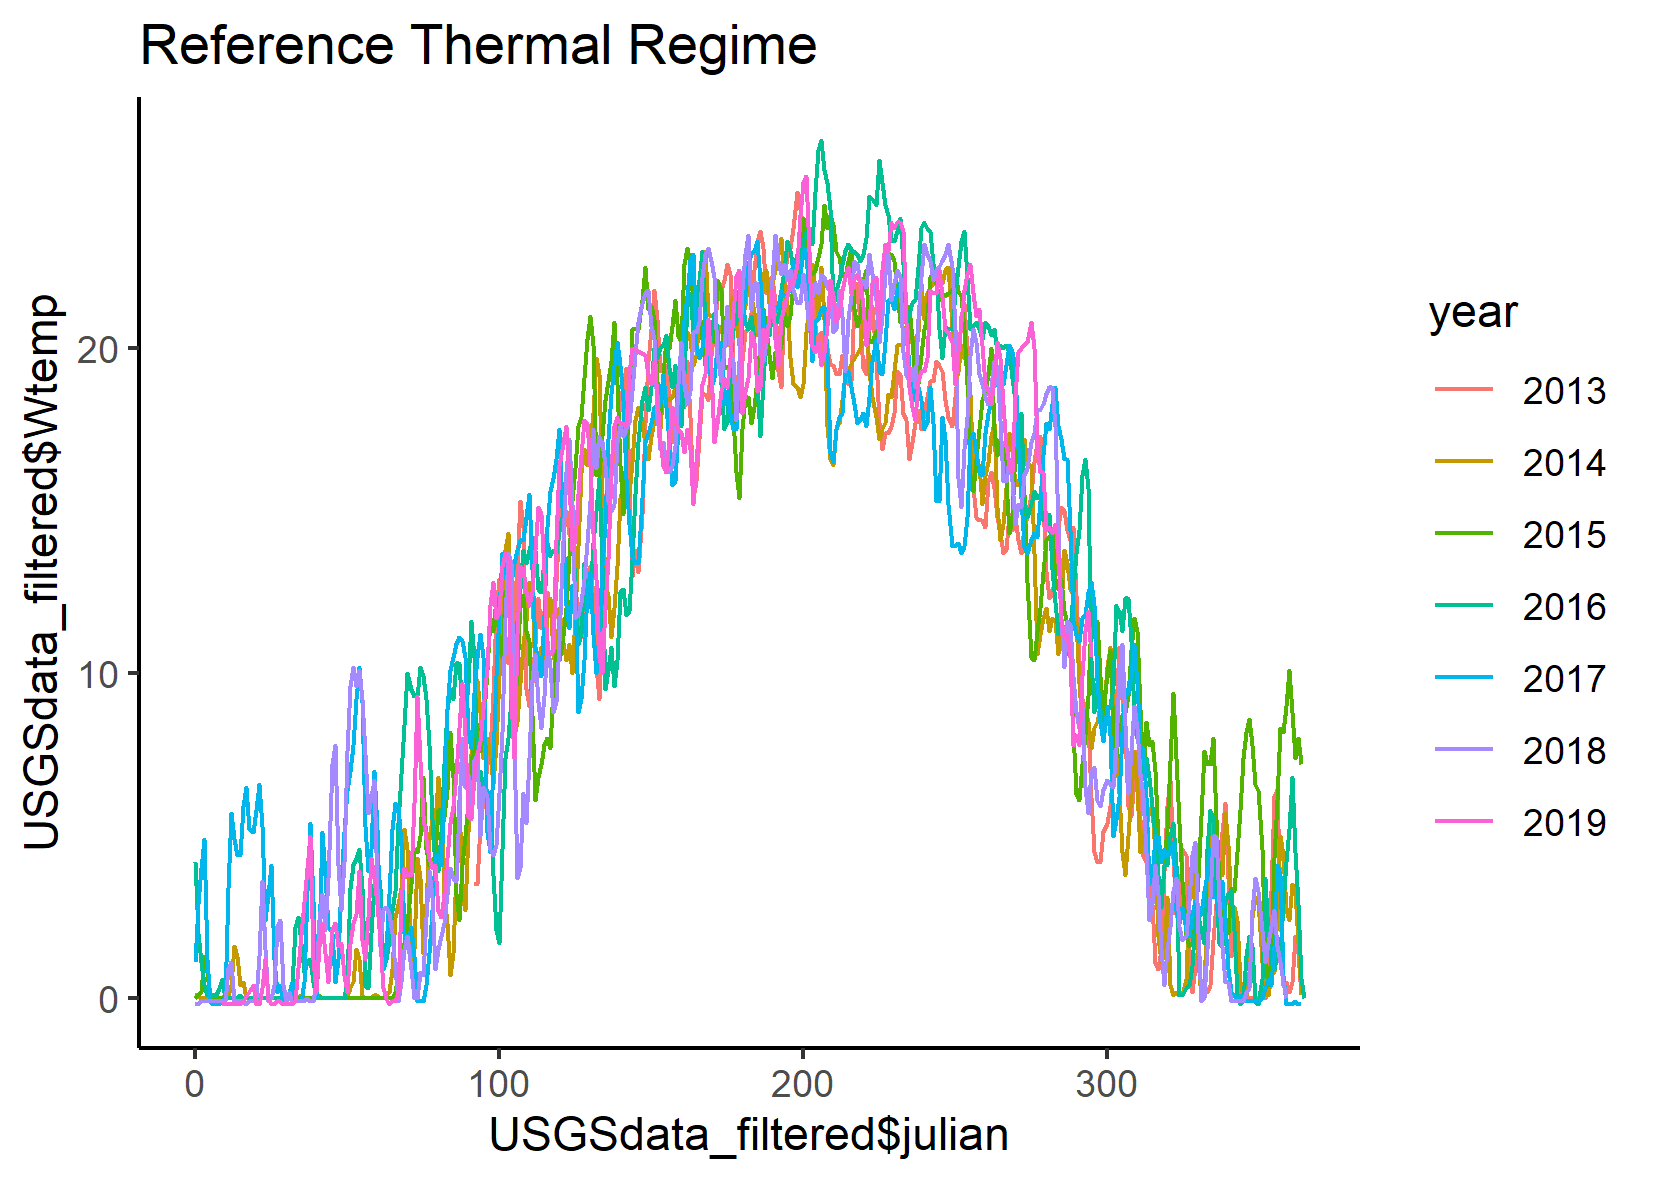 Reference Thermal Regime
USGSdata_filtered$Wtemp
20
10
0
0 100 200 300
USGSdata_filtered$julian
year
2013
2014
2015
2016
2017
2018
2019